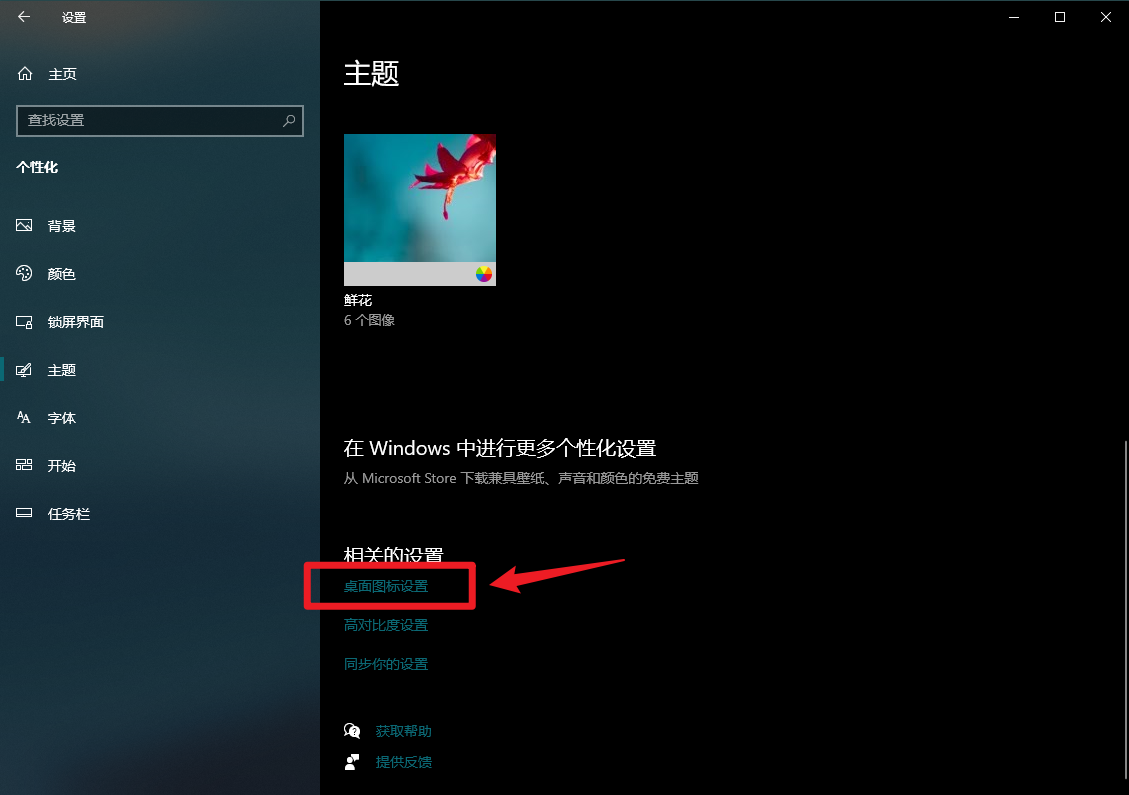 设置
主页
查找设置
个性化
背景
颜色
锁屏界面
主题
字体
开始
任务栏
主题
鲜花
6 个图像
在 Windows 中进行更多个性化设置
从 Microsoft Store 下载兼具壁纸、声音和颜色的免费主题
相关的设置
桌面图标设置
高对比度设置
同步你的设置
获取帮助
提供反馈